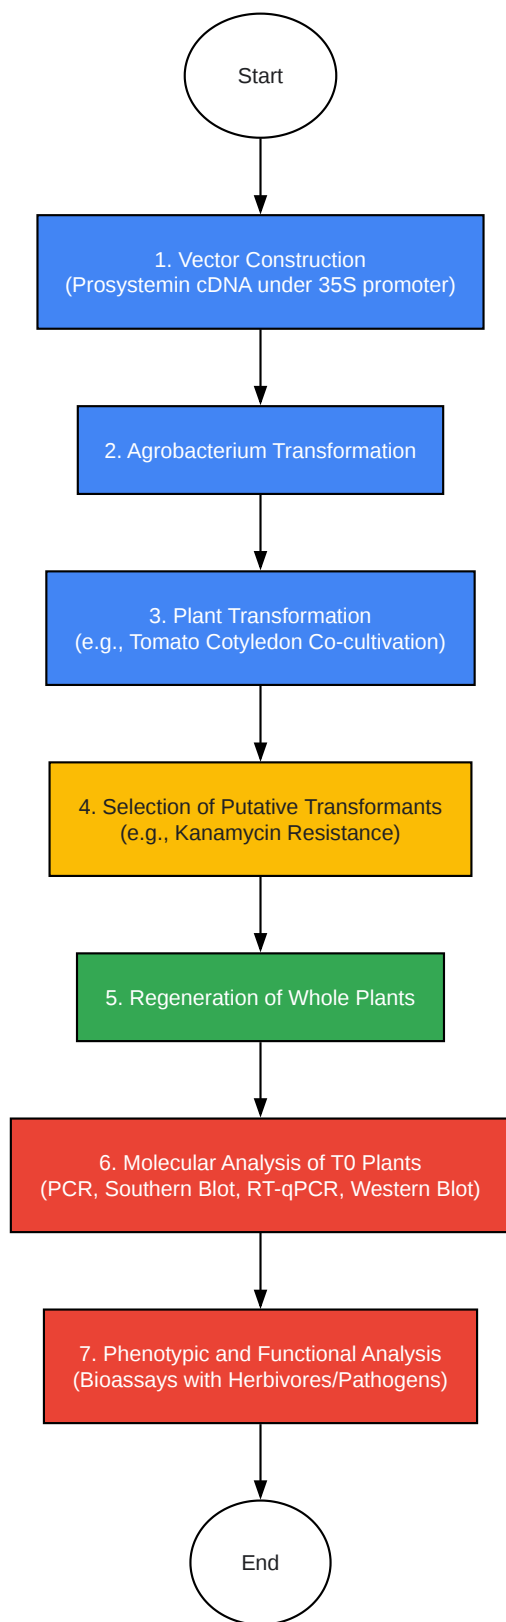 Start
1. Vector Construction
(Prosystemin cDNA under 35S promoter)
2. Agrobacterium Transformation
3. Plant Transformation
(e.g., Tomato Cotyledon Co-cultivation)
4. Selection of Putative Transformants
(e.g., Kanamycin Resistance)
5. Regeneration of Whole Plants
6. Molecular Analysis of T0 Plants
(PCR, Southern Blot, RT-qPCR, Western Blot)
7. Phenotypic and Functional Analysis
(Bioassays with Herbivores/Pathogens)
End